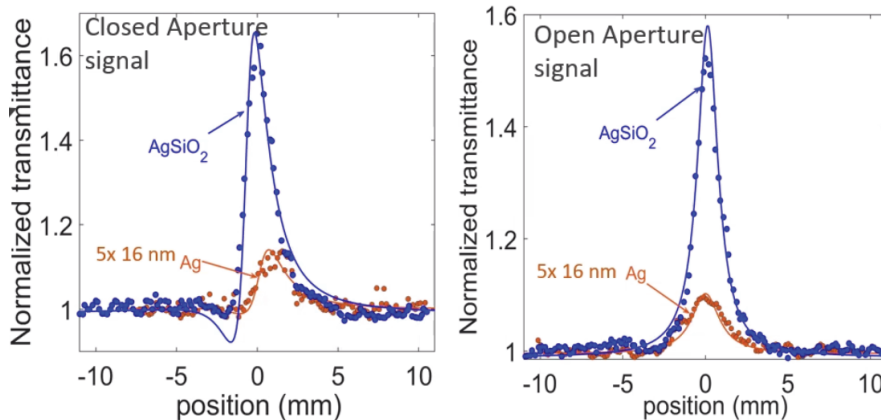 Closed Aperture
signal
Normalized transmittance
1.6
1.4
1.2
1
AgSiO2
5x 16 nm Ag
-10
-5
0
5
10
position (mm)
Open Aperture
signal
Normalized transmittance
1.6
1.4
1.2
1
AgSiO2
5x 16 nm Ag
-10
-5
0
5
10
position (mm)